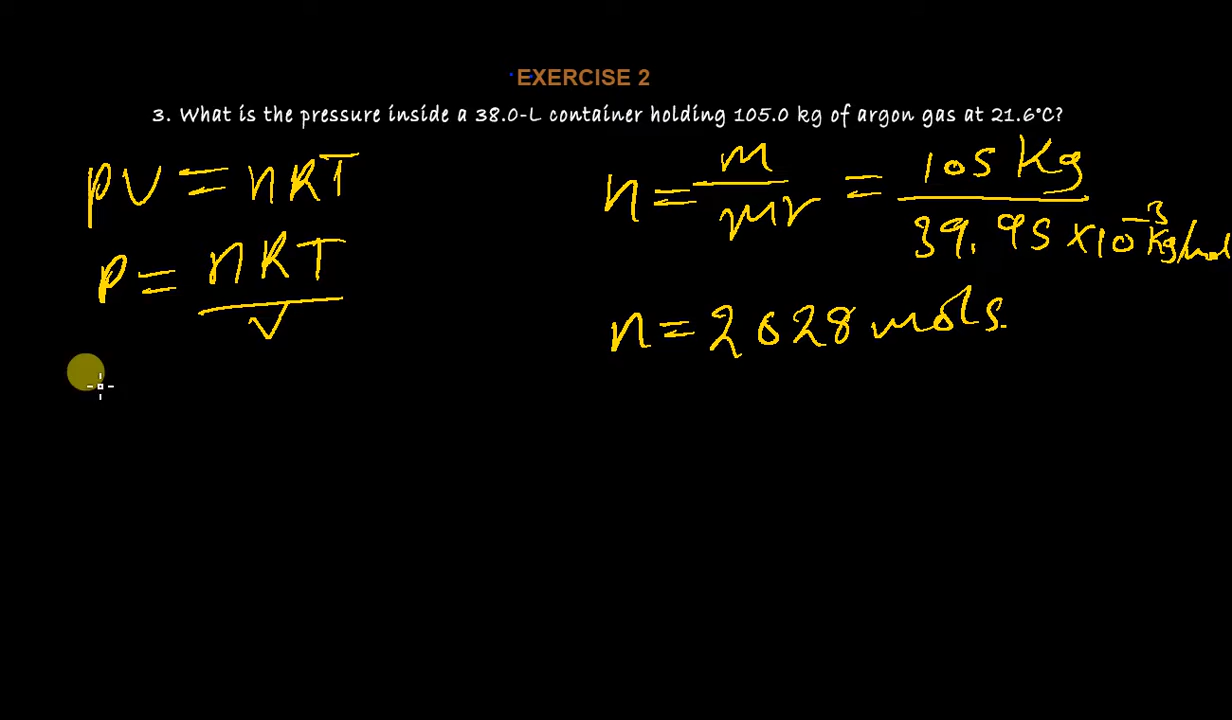 EXERCISE 2
3. What is the pressure inside a 38.0-L container holding 105.0 kg of argon gas at 21.6°C?
PV = nRT
P = nRT / V
n = m / Mr = 105 Kg / 39.95 × 10⁻³ Kg/mol
n = 2628 mols.